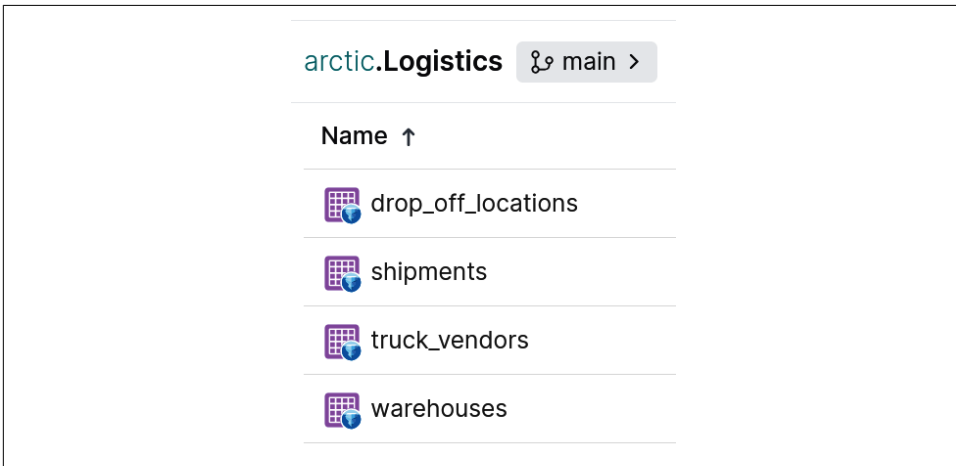 arctic.Logistics main >
Name ↑
drop_off_locations
shipments
truck_vendors
warehouses